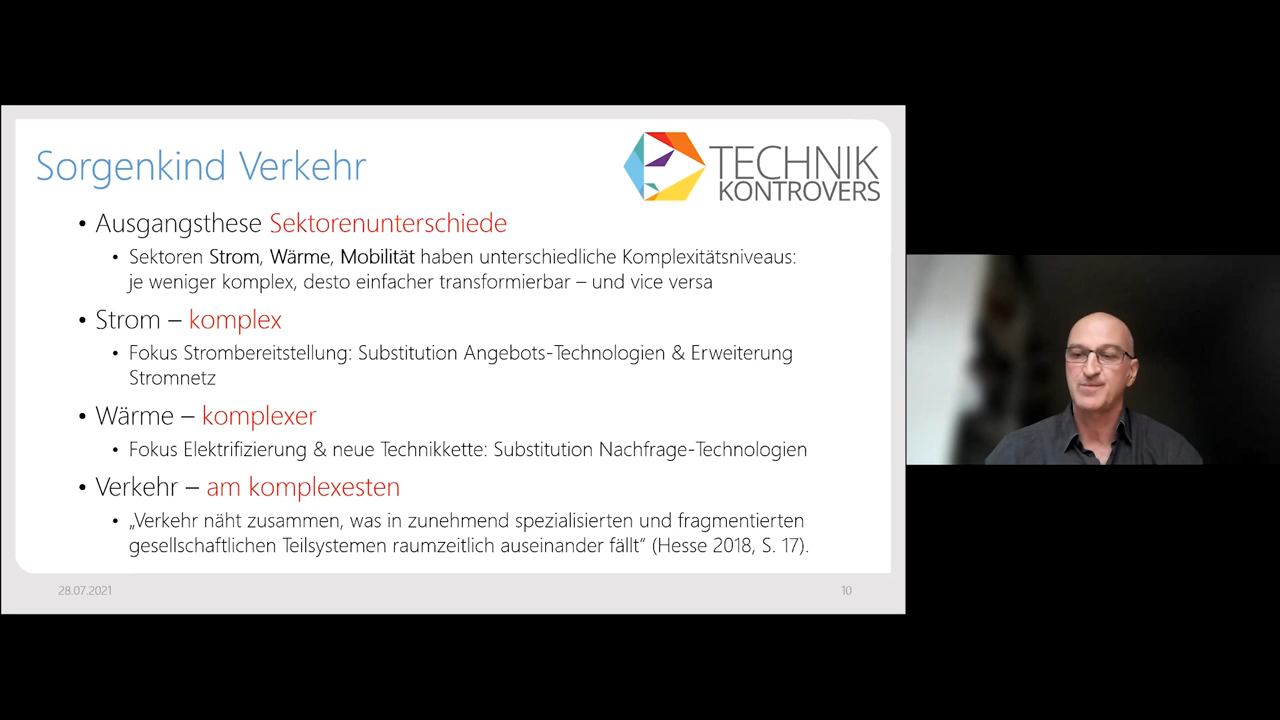 Sorgenkind Verkehr
TECHNIK
KONTROVERS
• Ausgangsthese Sektorenunterschiede
• Sektoren Strom, Wärme, Mobilität haben unterschiedliche Komplexitätsniveaus:
je weniger komplex, desto einfacher transformierbar – und vice versa
• Strom – komplex
• Fokus Strombereitstellung: Substitution Angebots-Technologien & Erweiterung
Stromnetz
• Wärme – komplexer
• Fokus Elektrifizierung & neue Technikkette: Substitution Nachfrage-Technologien
• Verkehr – am komplexesten
• „Verkehr näht zusammen, was in zunehmend spezialisierten und fragmentierten
gesellschaftlichen Teilsystemen raumzeitlich auseinander fällt“ (Hesse 2018, S. 17).
28.07.2021
10